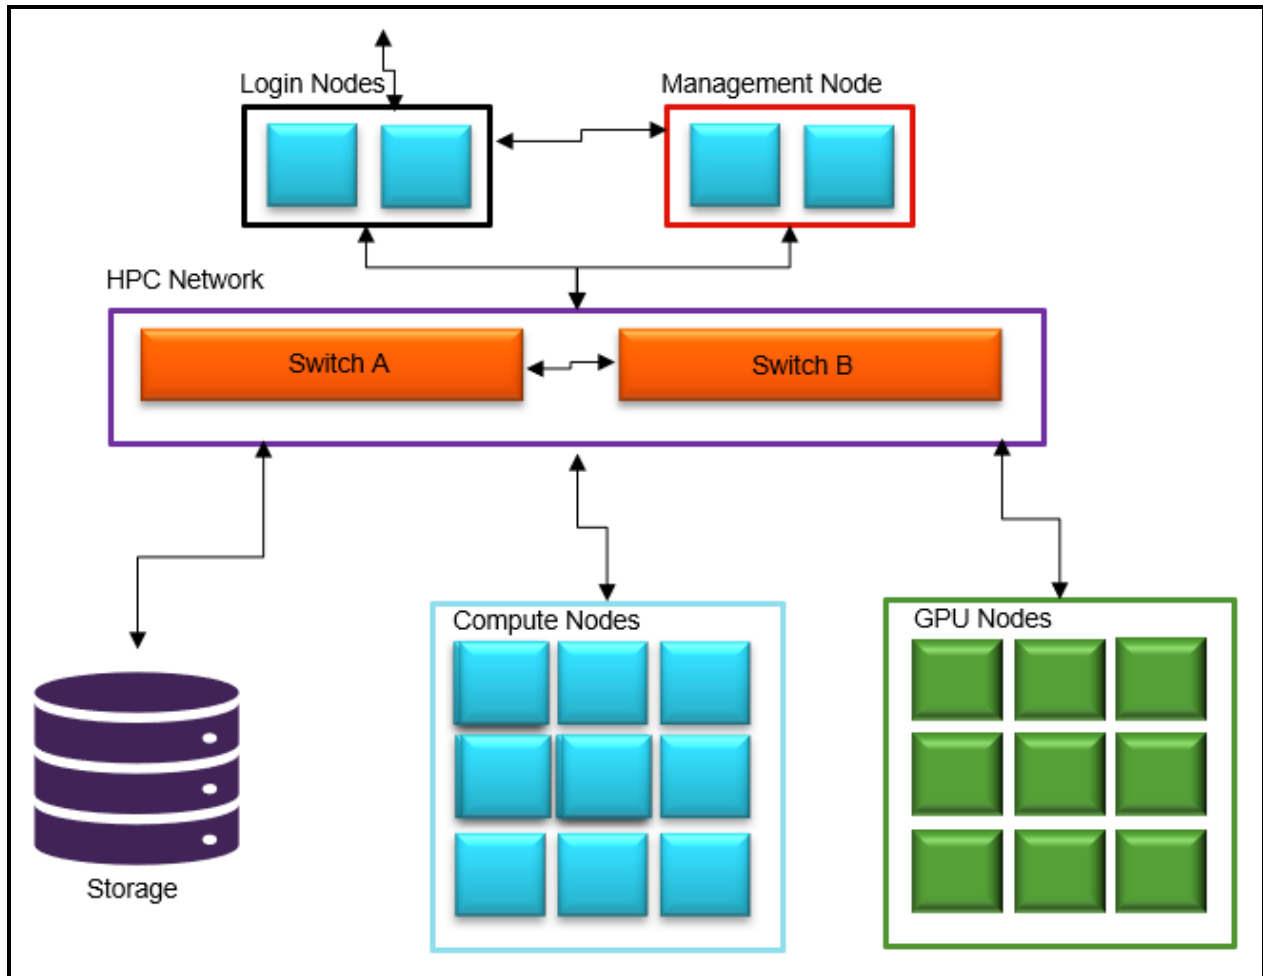 Login Nodes
Management Node
HPC Network
Switch A
Switch B
Compute Nodes
GPU Nodes
Storage